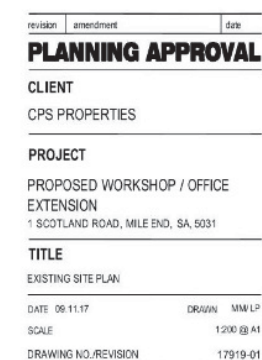 revision amendment date
PLANNING APPROVAL
CLIENT
CPS PROPERTIES
PROJECT
PROPOSED WORKSHOP / OFFICE
EXTENSION
1 SCOTLAND ROAD, MILE END, SA, 5031
TITLE
EXISTING SITE PLAN
DATE 09.11.17 DRAWN MM/LP
SCALE 1:200 @ A1
DRAWING NO./REVISION 17919-01